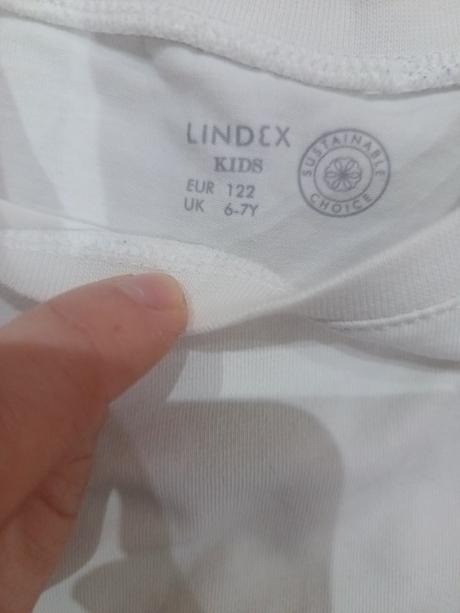 LINDEX
KIDS
EUR 122
UK 6-7Y
SUSTAINABLE
CHOICE